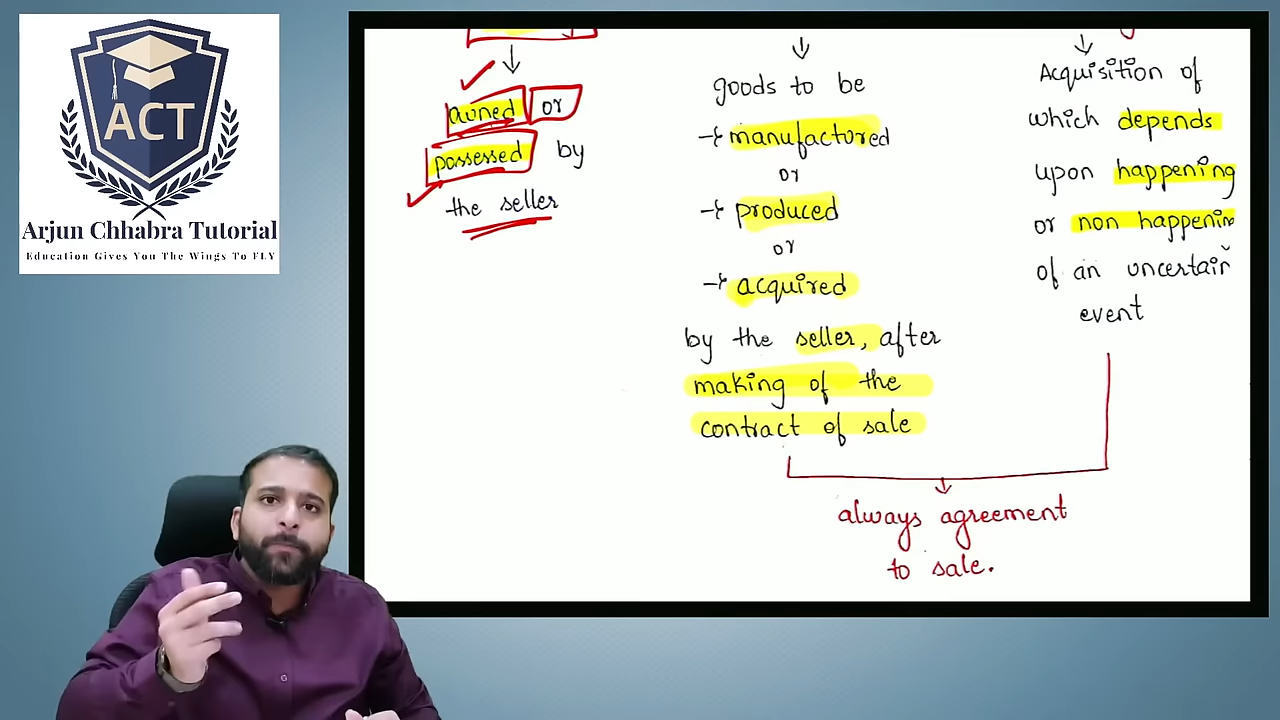 ACT
Arjun Chhabra Tutorial
Education Gives You The Wings To FLY
owned or
possessed by
the seller
goods to be
→ manufactured
or
→ produced
or
→ acquired
by the seller, after
making of the
contract of sale
Acquisition of
which depends
upon happening
or non happenin
of an uncertain
event
always agreement
to sale.